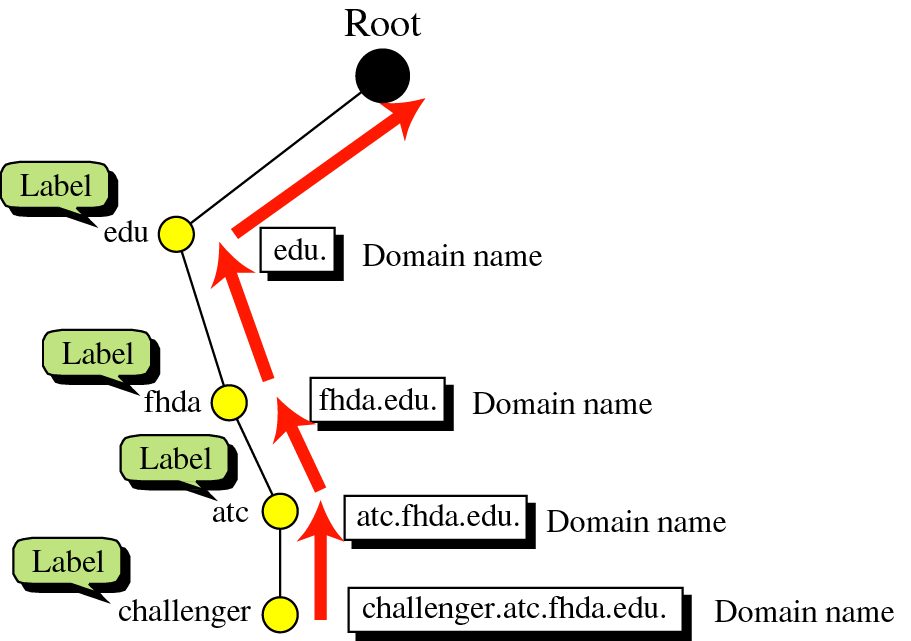 Root
Label
edu
edu.
Domain name
Label
fhda
fhda.edu.
Domain name
Label
atc
atc.fhda.edu.
Domain name
Label
challenger
challenger.atc.fhda.edu.
Domain name